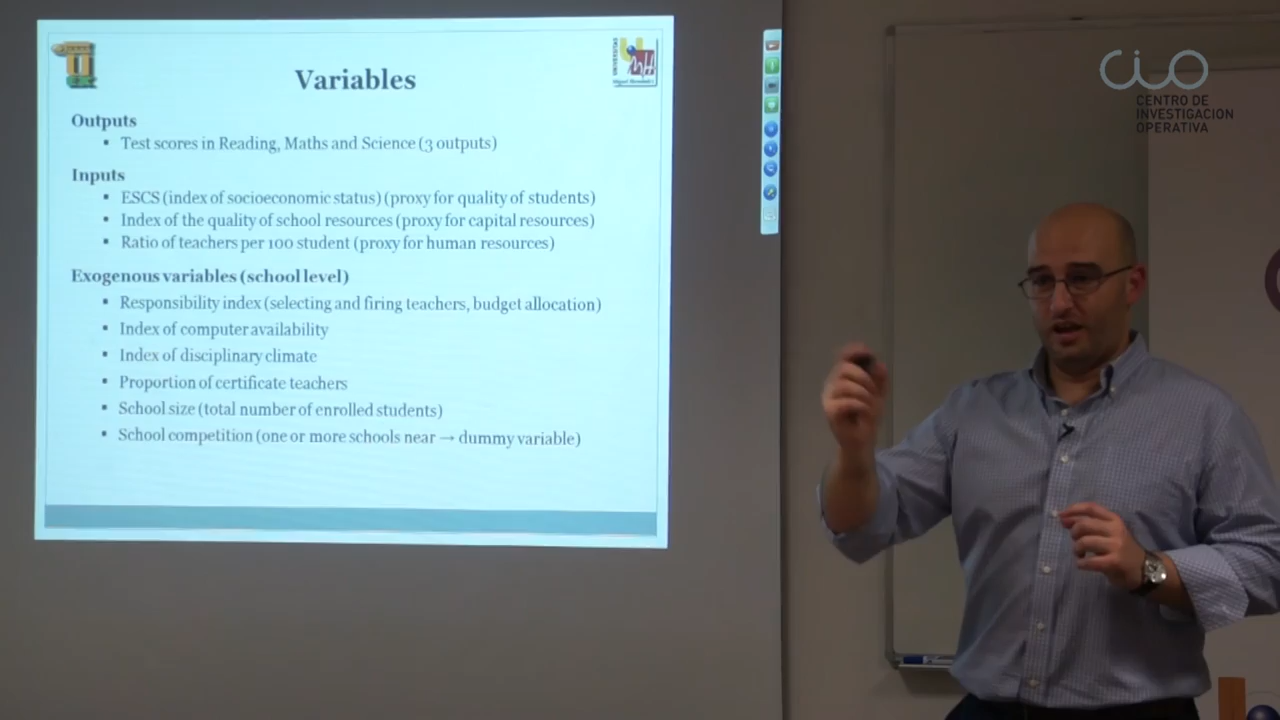 Variables
Outputs
▪ Test scores in Reading, Maths and Science (3 outputs)
Inputs
▪ ESCS (index of socioeconomic status) (proxy for quality of students)
▪ Index of the quality of school resources (proxy for capital resources)
▪ Ratio of teachers per 100 student (proxy for human resources)
Exogenous variables (school level)
▪ Responsibility index (selecting and firing teachers, budget allocation)
▪ Index of computer availability
▪ Index of disciplinary climate
▪ Proportion of certificate teachers
▪ School size (total number of enrolled students)
▪ School competition (one or more schools near → dummy variable)
UNIVERSITAS
Miguel Hernández
CIO
CENTRO DE
INVESTIGACION
OPERATIVA